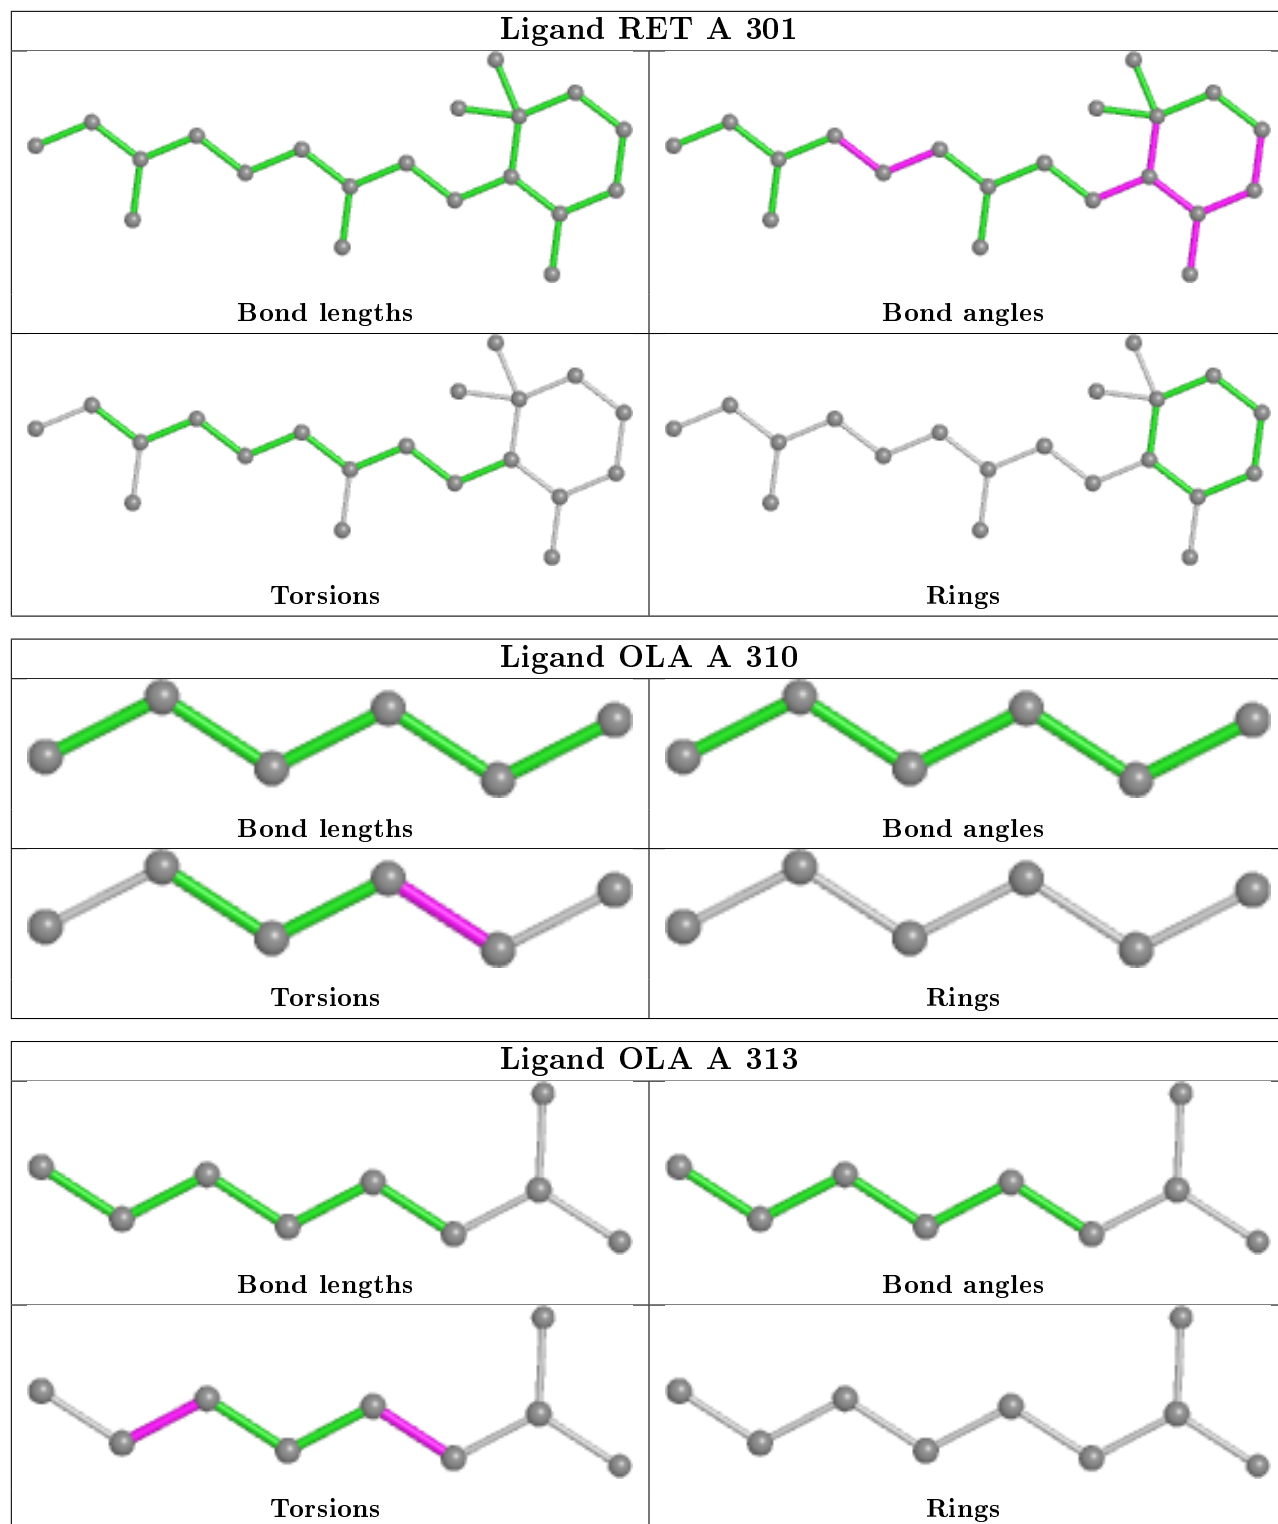 Ligand RET A 301
Bond lengths
Bond angles
Torsions
Rings
Ligand OLA A 310
Bond lengths
Bond angles
Torsions
Rings
Ligand OLA A 313
Bond lengths
Bond angles
Torsions
Rings